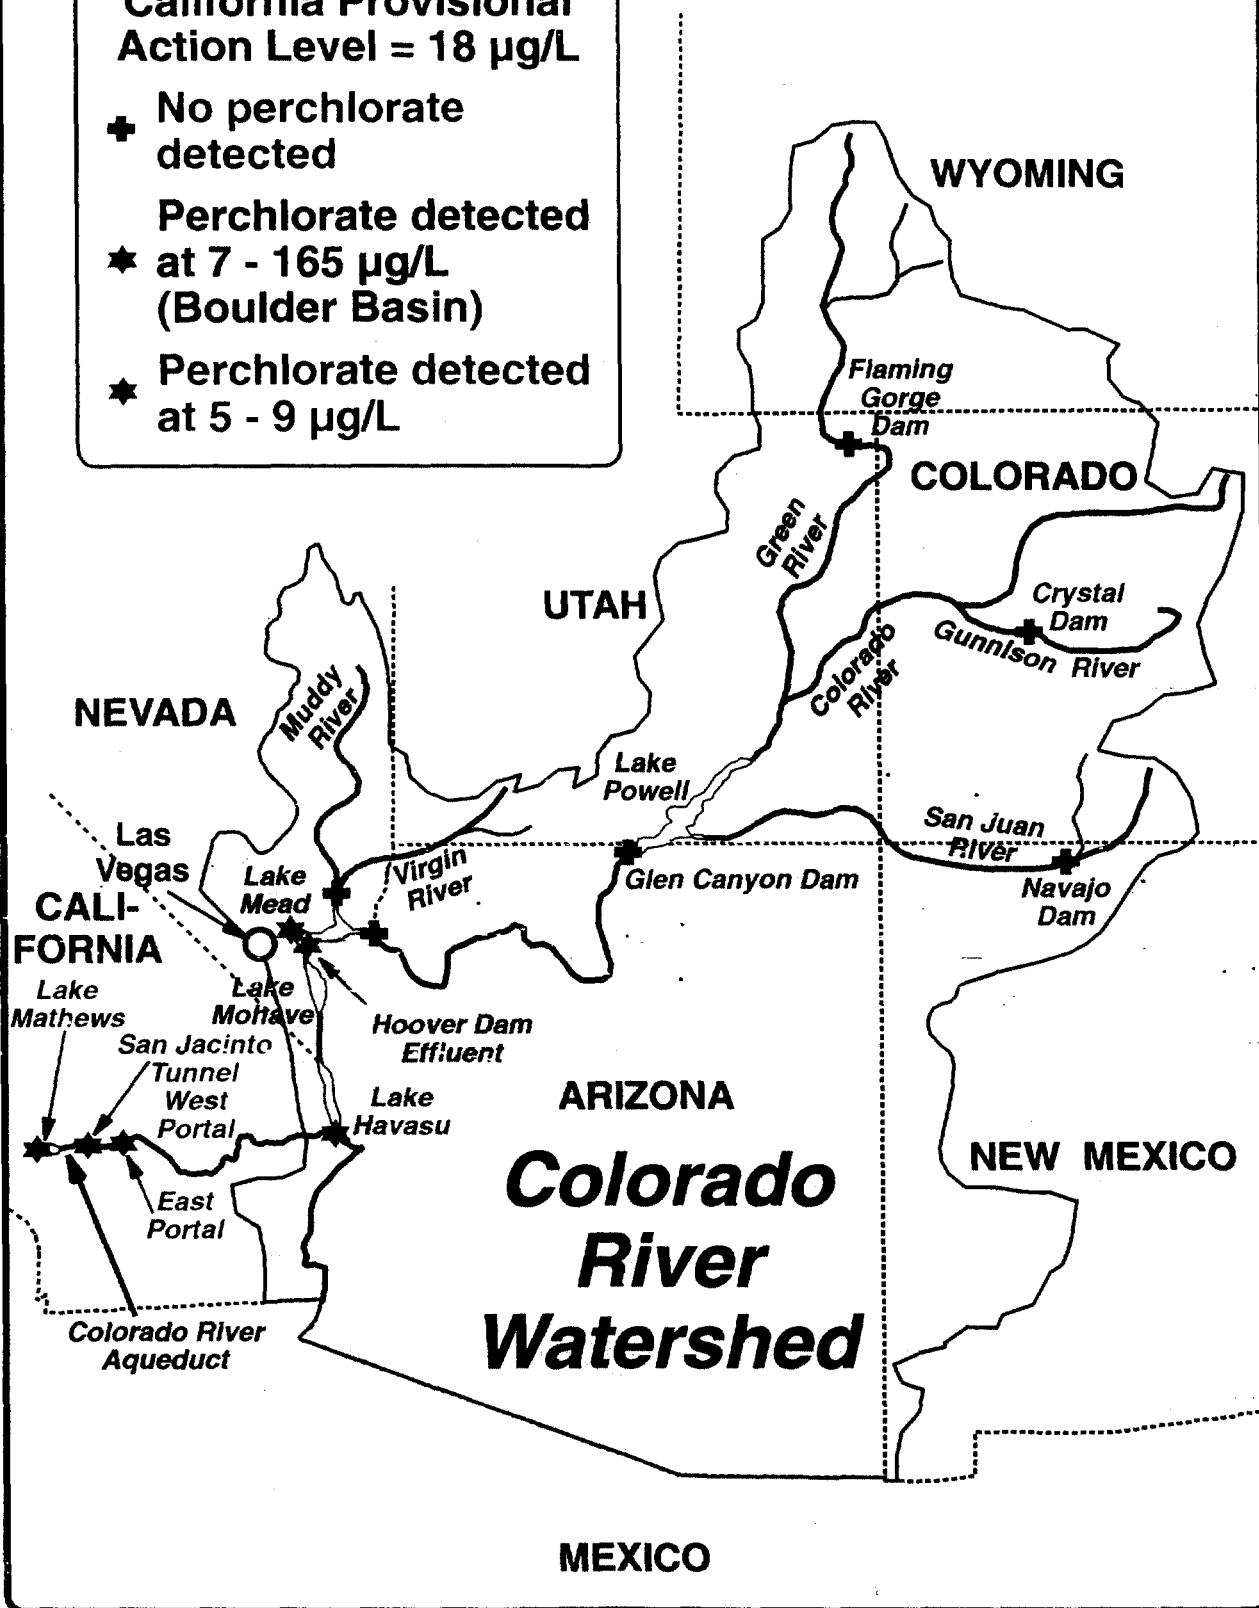 California Provisional
Action Level = 18 µg/L
No perchlorate
detected
Perchlorate detected
at 7 - 165 µg/L
(Boulder Basin)
Perchlorate detected
at 5 - 9 µg/L
WYOMING
Flaming
Gorge
Dam
COLORADO
Green
River
UTAH
Crystal
Dam
Gunnison River
Colorado
River
NEVADA
Muddy
River
Lake
Powell
San Juan
River
Las
Vegas
Lake
Mead
Virgin
River
Glen Canyon Dam
Navajo
Dam
CALI-
FORNIA
Lake
Mathews
Lake
Mohave
Hoover Dam
Effluent
San Jacinto
Tunnel
West
Portal
Lake
Havasu
ARIZONA
NEW MEXICO
Colorado
River
Watershed
East
Portal
Colorado River
Aqueduct
MEXICO